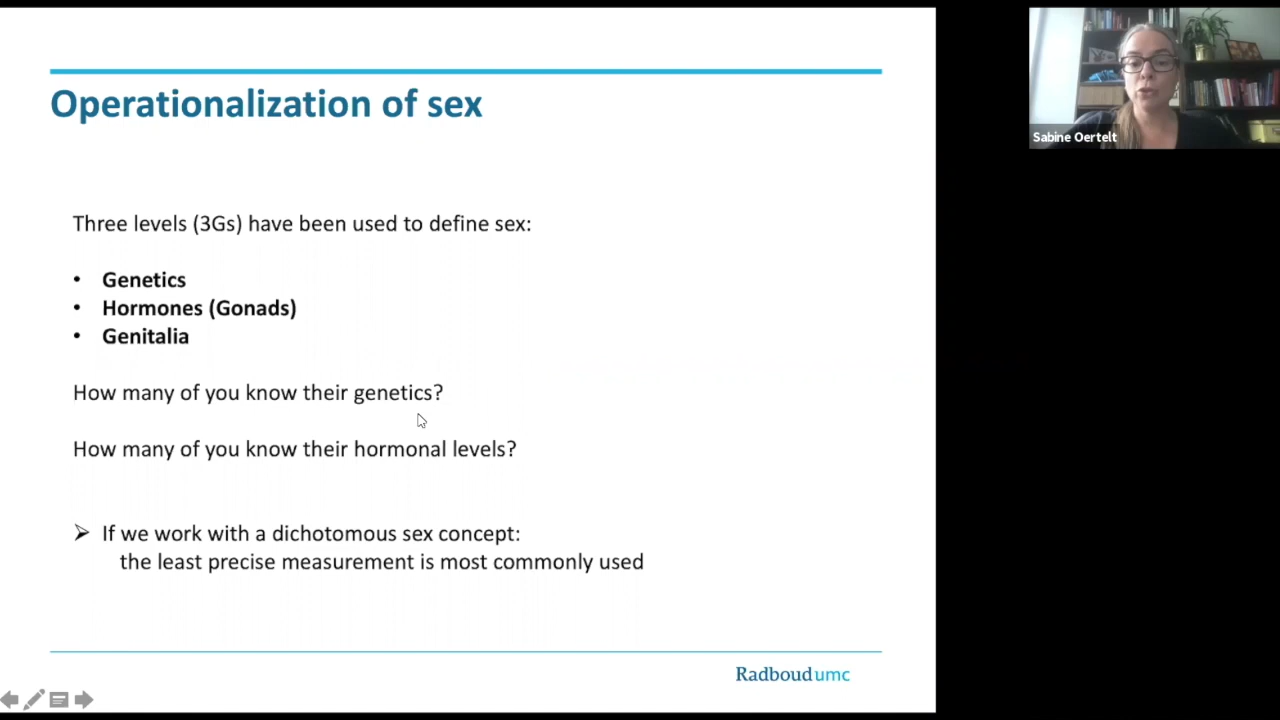 Operationalization of sex
Three levels (3Gs) have been used to define sex:
• Genetics
• Hormones (Gonads)
• Genitalia
How many of you know their genetics?
How many of you know their hormonal levels?
➢ If we work with a dichotomous sex concept:
the least precise measurement is most commonly used
Radboudumc
Sabine Oertelt